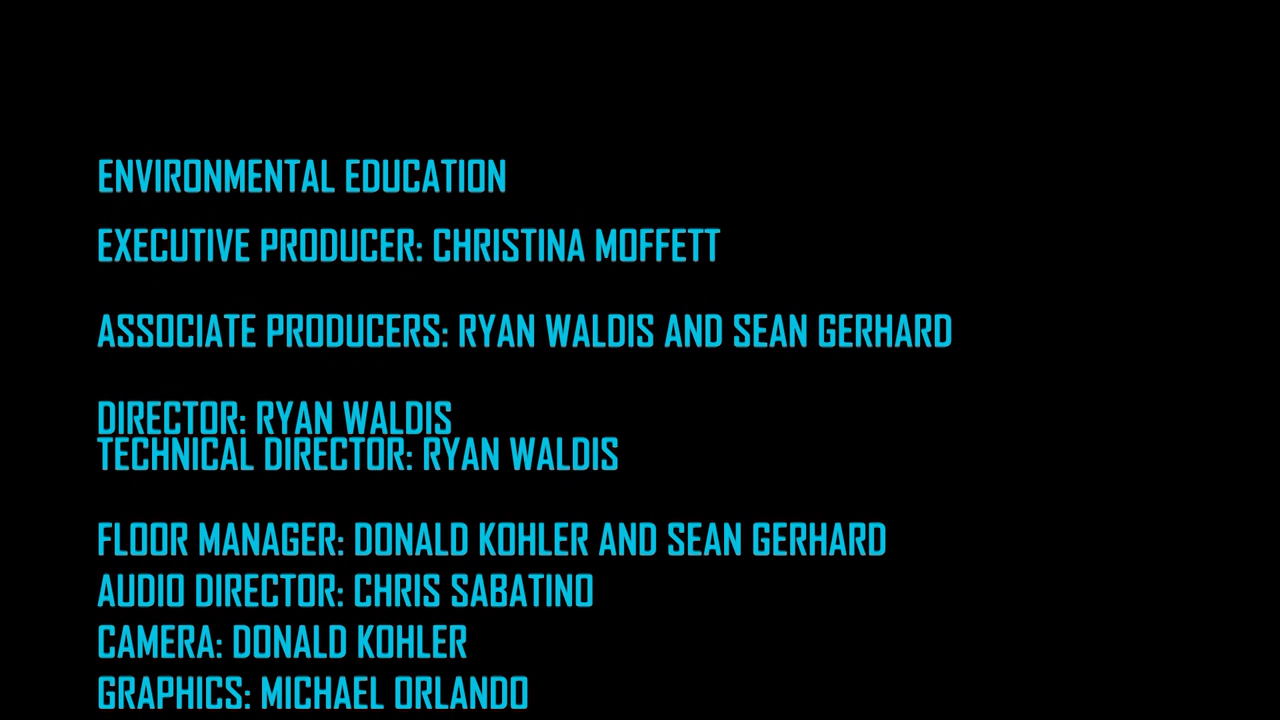 ENVIRONMENTAL EDUCATION
EXECUTIVE PRODUCER: CHRISTINA MOFFETT
ASSOCIATE PRODUCERS: RYAN WALDIS AND SEAN GERHARD
DIRECTOR: RYAN WALDIS
TECHNICAL DIRECTOR: RYAN WALDIS
FLOOR MANAGER: DONALD KOHLER AND SEAN GERHARD
AUDIO DIRECTOR: CHRIS SABATINO
CAMERA: DONALD KOHLER
GRAPHICS: MICHAEL ORLANDO